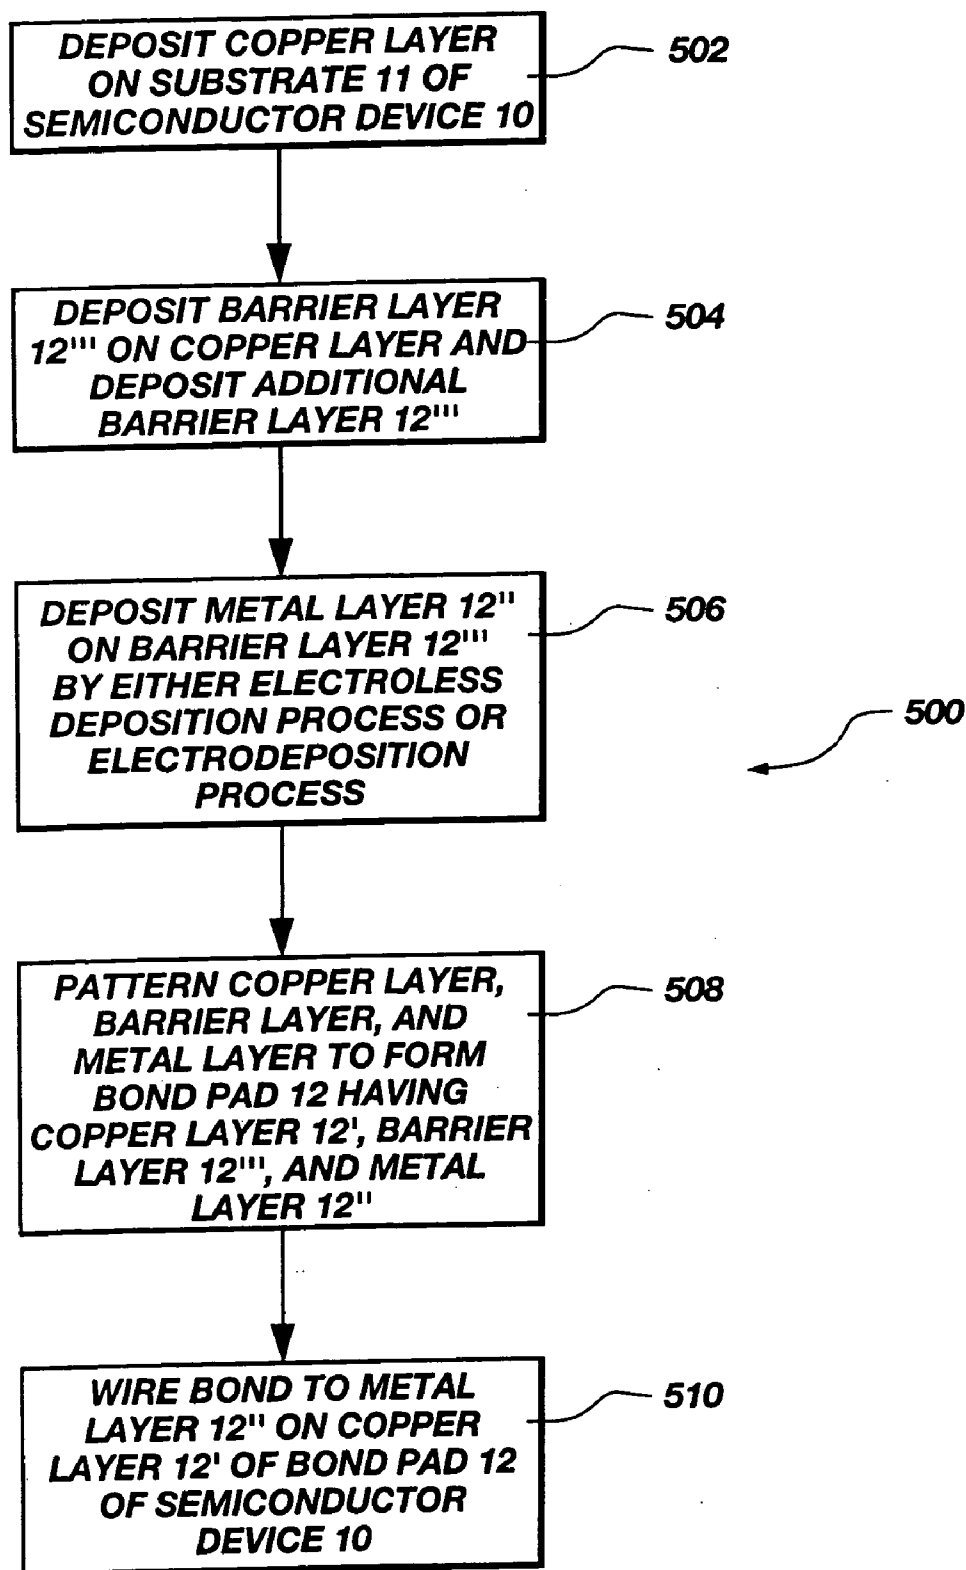 DEPOSIT COPPER LAYER
ON SUBSTRATE 11 OF
SEMICONDUCTOR DEVICE 10
502
DEPOSIT BARRIER LAYER
12''' ON COPPER LAYER AND
DEPOSIT ADDITIONAL
BARRIER LAYER 12'''
504
DEPOSIT METAL LAYER 12''
ON BARRIER LAYER 12'''
BY EITHER ELECTROLESS
DEPOSITION PROCESS OR
ELECTRODEPOSITION
PROCESS
506
500
PATTERN COPPER LAYER,
BARRIER LAYER, AND
METAL LAYER TO FORM
BOND PAD 12 HAVING
COPPER LAYER 12', BARRIER
LAYER 12''', AND METAL
LAYER 12''
508
WIRE BOND TO METAL
LAYER 12'' ON COPPER
LAYER 12' OF BOND PAD 12
OF SEMICONDUCTOR
DEVICE 10
510